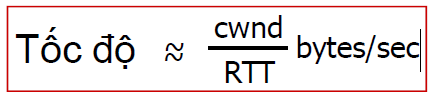 Tốc độ ≈ cwnd
RTT bytes/sec